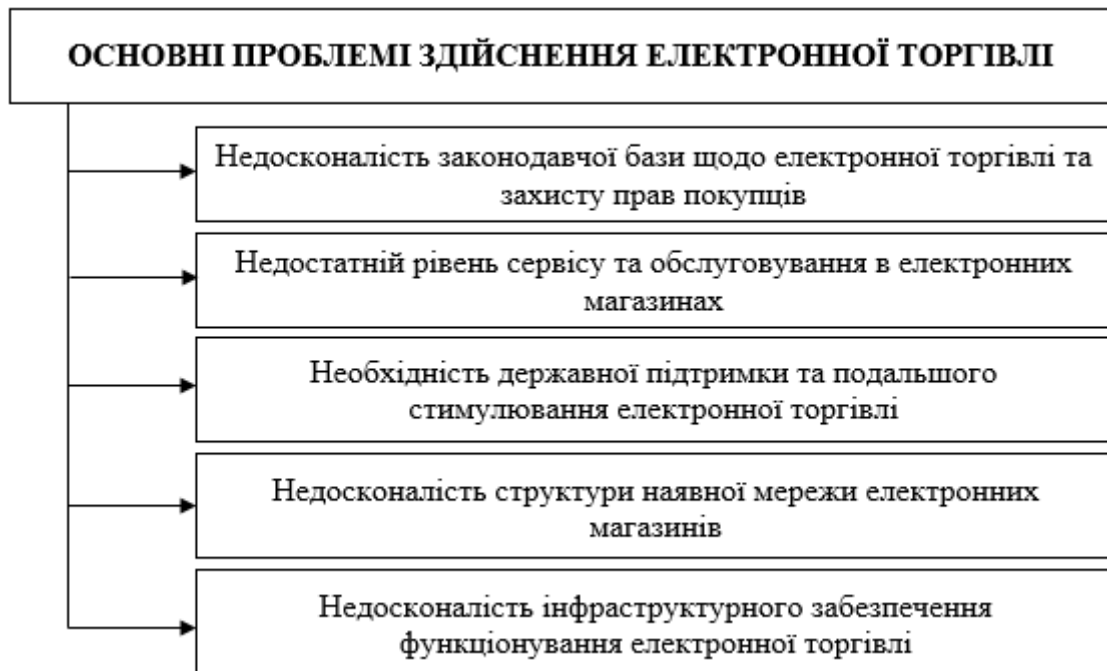 ОСНОВНІ ПРОБЛЕМІ ЗДІЙСНЕННЯ ЕЛЕКТРОННОЇ ТОРГІВЛІ
Недосконалість законодавчої бази щодо електронної торгівлі та
захисту прав покупців
Недостатній рівень сервісу та обслуговування в електронних
магазинах
Необхідність державної підтримки та подальшого
стимулювання електронної торгівлі
Недосконалість структури наявної мережи електронних
магазинів
Недосконалість інфраструктурного забезпечення
функціонування електронної торгівлі